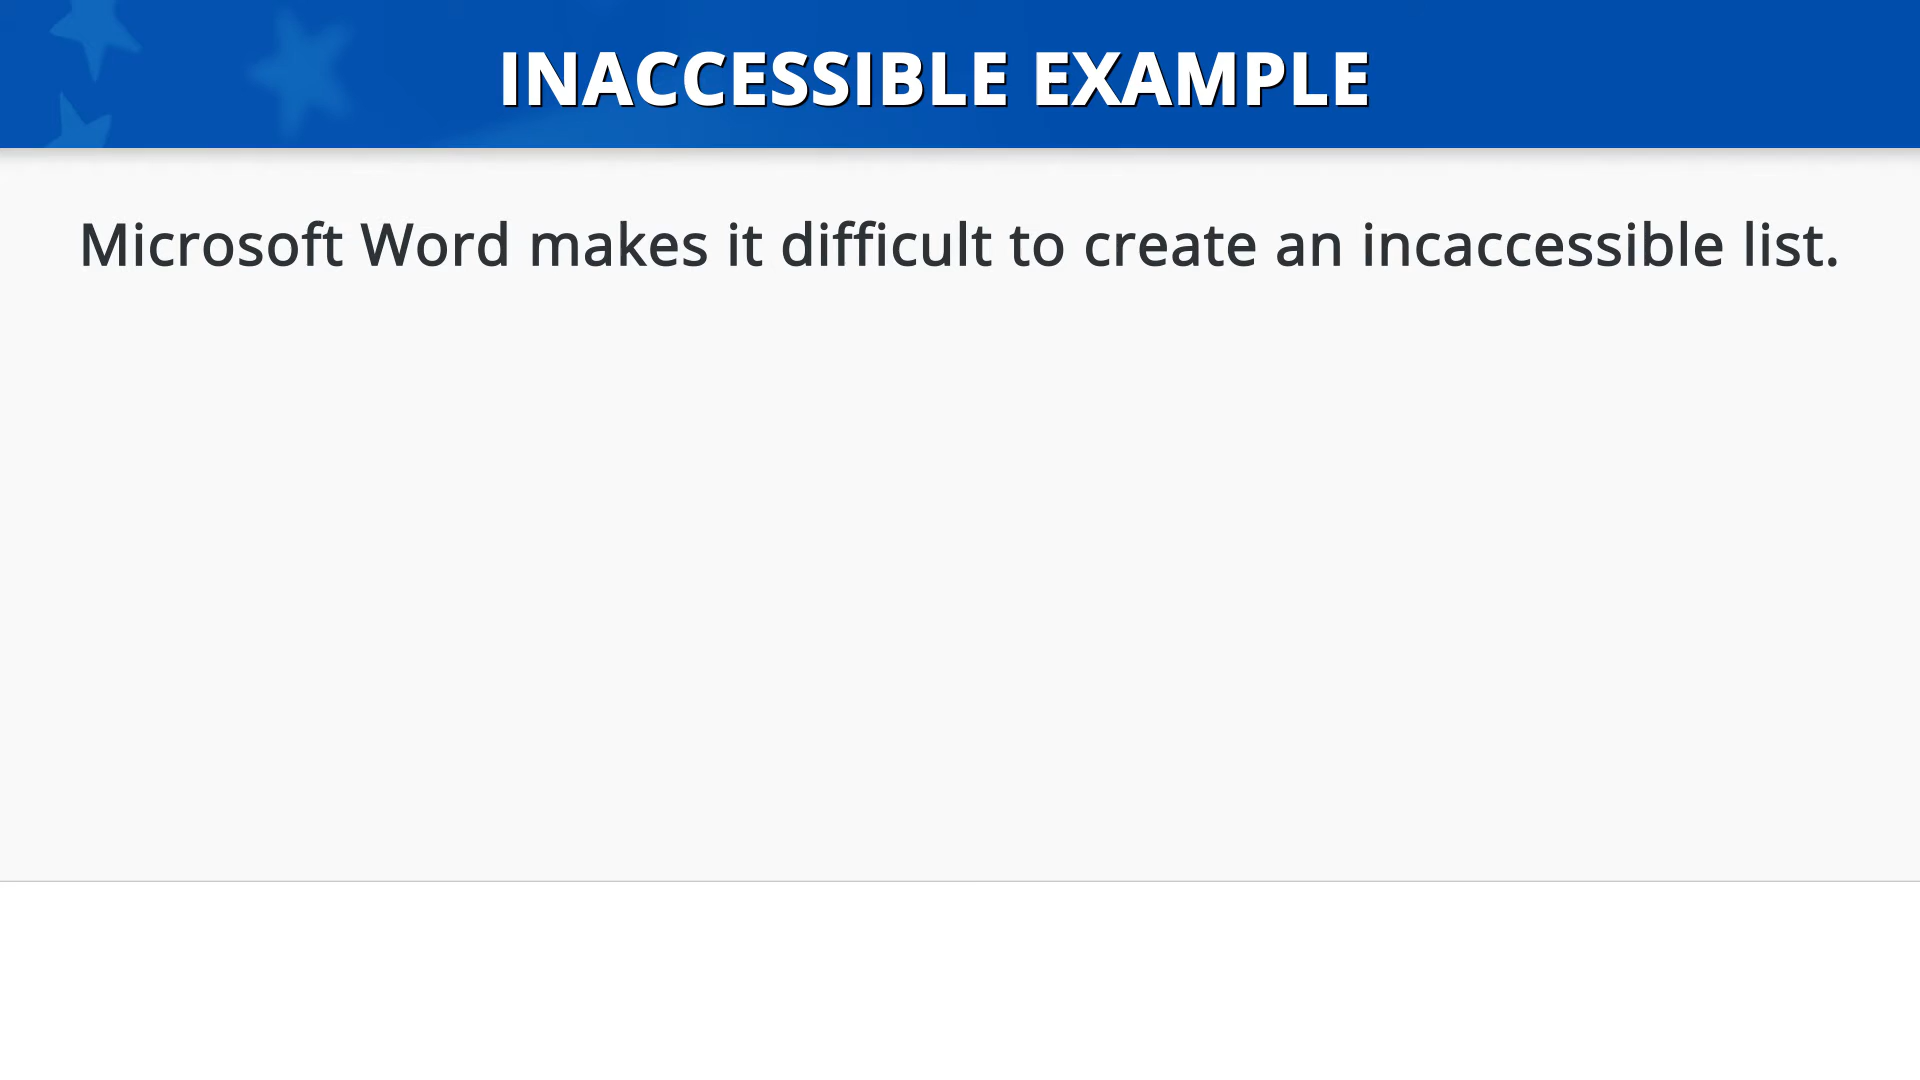 INACCESSIBLE EXAMPLE
Microsoft Word makes it difficult to create an incaccessible list.